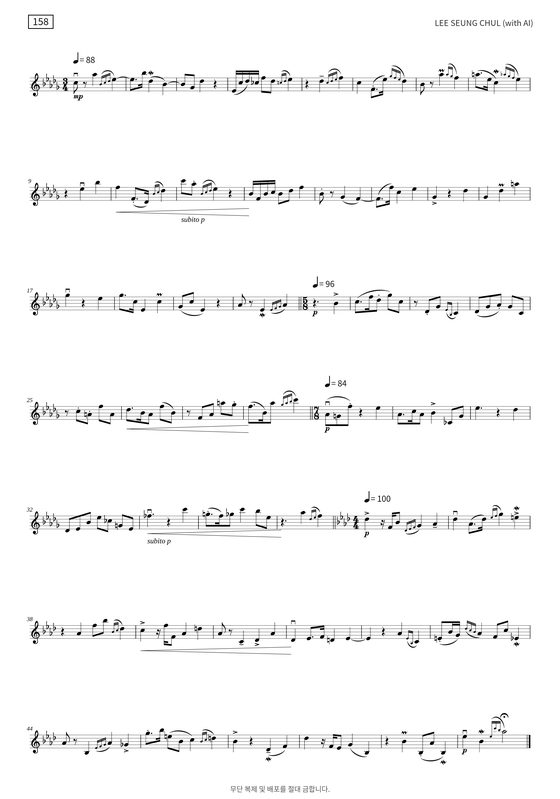 158
LEE SEUNG CHUL (with AI)
= 88
mp
9
subito p
17
= 96
p
25
= 84
p
32
subito p
= 100
p
38
44
p
무단 복제 및 배포를 절대 금합니다.